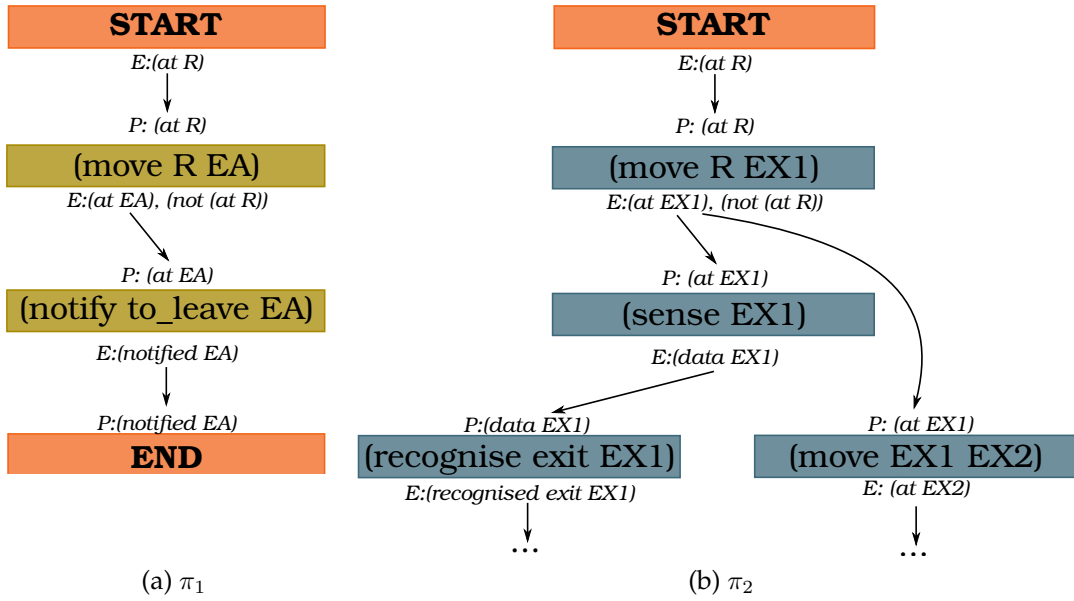 START
E:(at R)
P: (at R)
(move R EA)
E:(at EA), (not (at R))
P: (at EA)
(notify to_leave EA)
E:(notified EA)
P:(notified EA)
END
(a) π1
START
E:(at R)
P: (at R)
(move R EX1)
E:(at EX1), (not (at R))
P: (at EX1)
(sense EX1)
E:(data EX1)
P:(data EX1)
(recognise exit EX1)
E:(recognised exit EX1)
...
P: (at EX1)
(move EX1 EX2)
E: (at EX2)
...
(b) π2